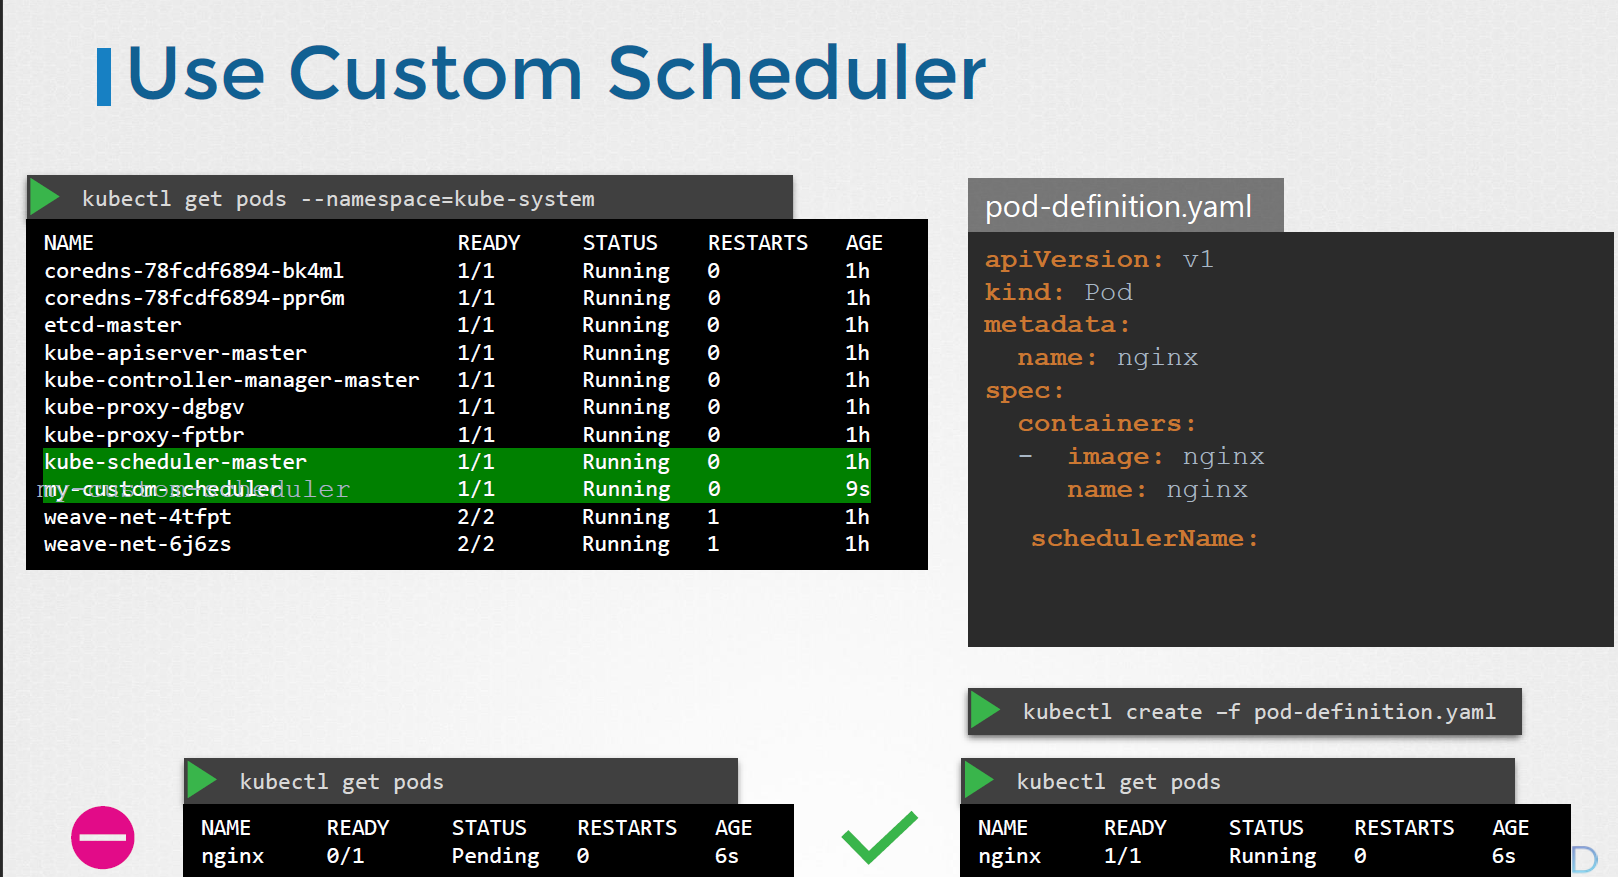 Use Custom Scheduler
kubectl get pods --namespace=kube-system
NAME READY STATUS RESTARTS AGE
coredns-78fcdf6894-bk4ml 1/1 Running 0 1h
coredns-78fcdf6894-ppr6m 1/1 Running 0 1h
etcd-master 1/1 Running 0 1h
kube-apiserver-master 1/1 Running 0 1h
kube-controller-manager-master 1/1 Running 0 1h
kube-proxy-dgbgv 1/1 Running 0 1h
kube-proxy-fptbr 1/1 Running 0 1h
kube-scheduler-master 1/1 Running 0 1h
my-custom-scheduler 1/1 Running 0 9s
my-custom-scheduler
weave-net-4tfpt 2/2 Running 1 1h
weave-net-6j6zs 2/2 Running 1 1h
pod-definition.yaml
apiVersion: v1
kind: Pod
metadata:
name: nginx
spec:
containers:
- image: nginx
name: nginx
schedulerName:
kubectl create –f pod-definition.yaml
kubectl get pods
NAME READY STATUS RESTARTS AGE
nginx 0/1 Pending 0 6s
kubectl get pods
NAME READY STATUS RESTARTS AGE
nginx 1/1 Running 0 6s
D